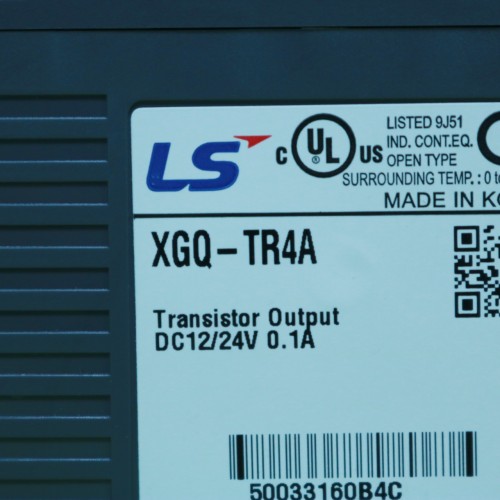 LS
C UL US
LISTED 9J51
IND. CONT.EQ.
OPEN TYPE
SURROUNDING TEMP. : 0 to
MADE IN
XGQ-TR4A
Transistor Output
DC12/24V 0.1A
50033160B4C